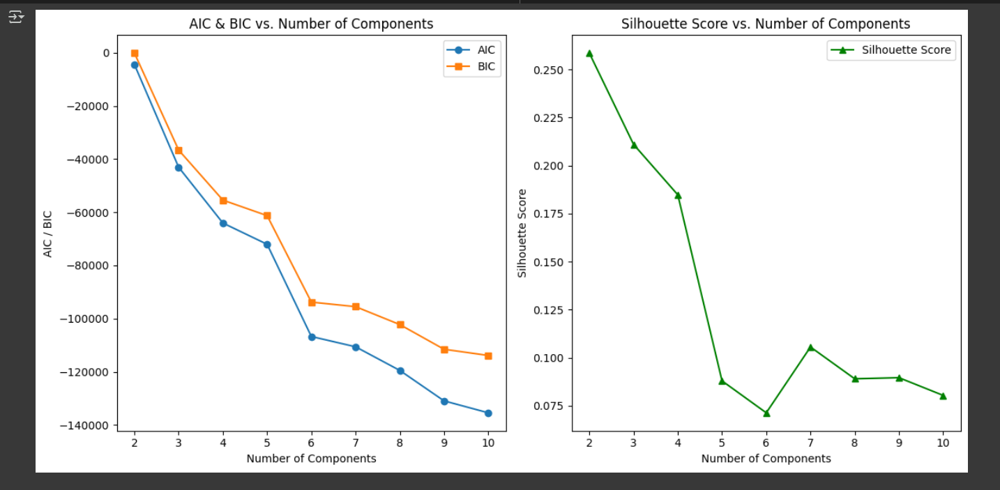 AIC & BIC vs. Number of Components
AIC
BIC
0
−20000
−40000
−60000
−80000
−100000
−120000
−140000
AIC / BIC
2 3 4 5 6 7 8 9 10
Number of Components
Silhouette Score vs. Number of Components
Silhouette Score
0.250
0.225
0.200
0.175
0.150
0.125
0.100
0.075
Silhouette Score
2 3 4 5 6 7 8 9 10
Number of Components